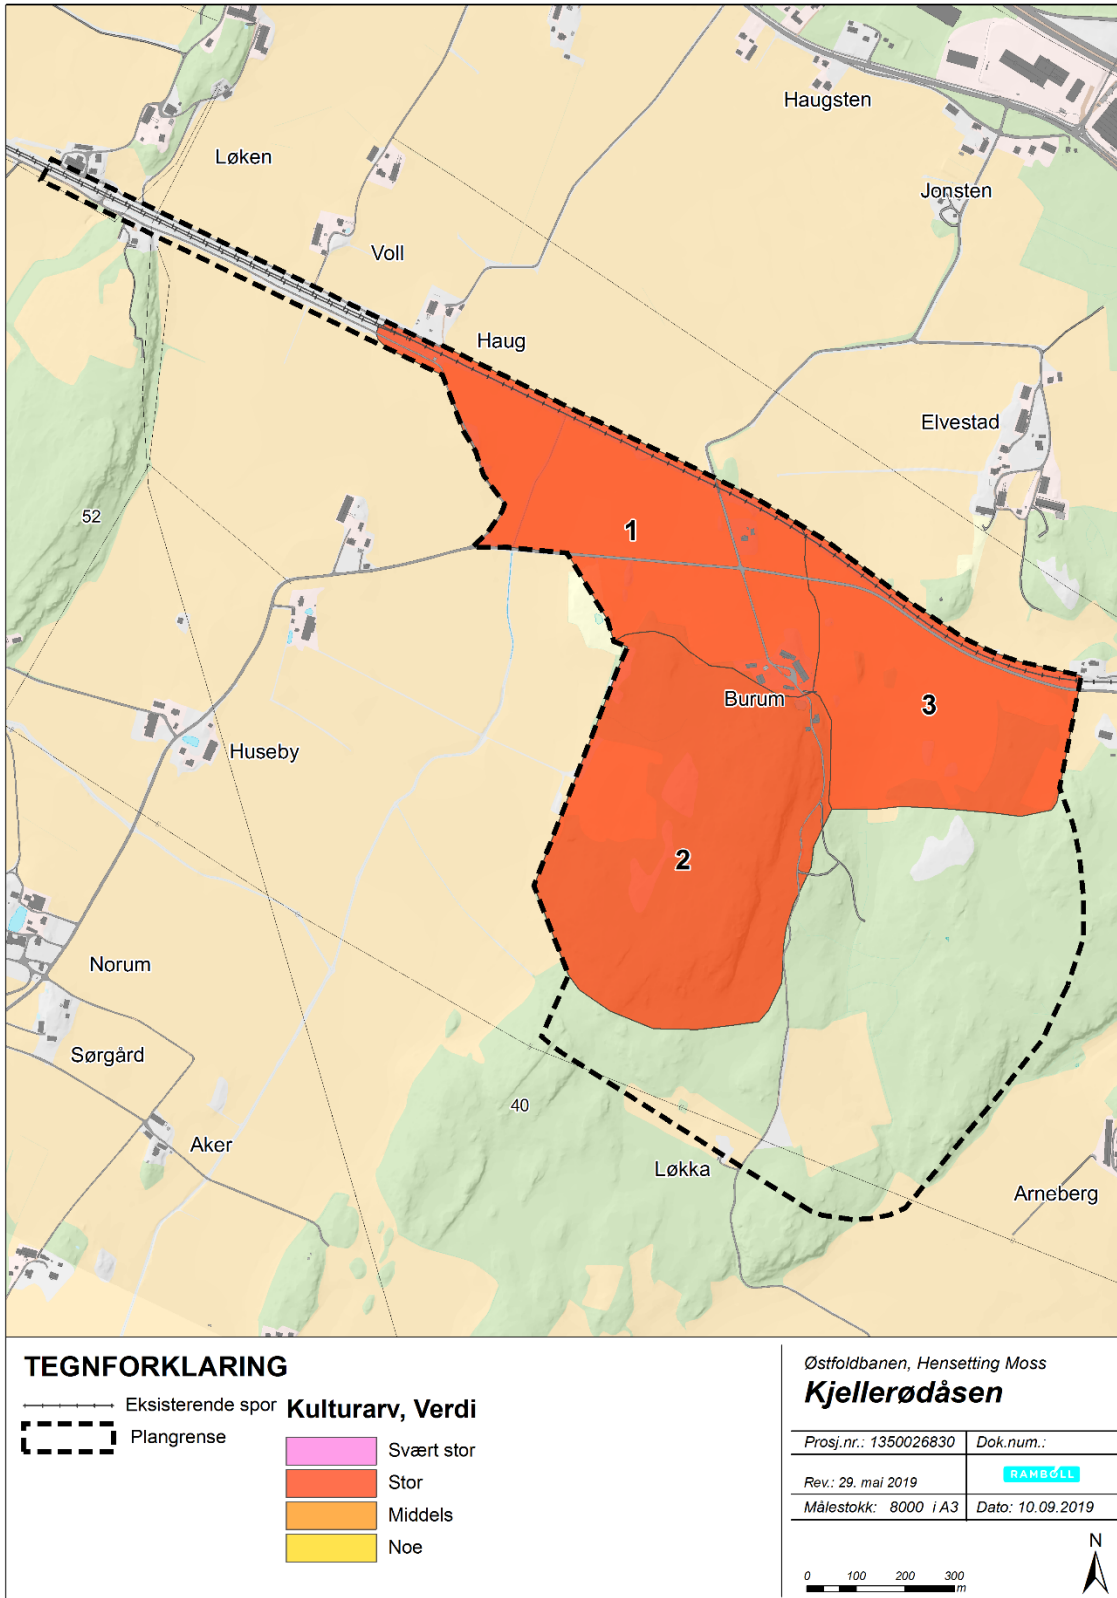 Haugsten
Løken
Jonsten
Voll
Haug
Elvestad
52
1
Burum
3
Huseby
2
Norum
Sørgård
40
Aker
Løkka
Arneberg
TEGNFORKLARING
Eksisterende spor
Plangrense
Kulturarv, Verdi
Svært stor
Stor
Middels
Noe
Østfoldbanen, Hensetting Moss
Kjellerødåsen
Prosj.nr.: 1350026830 Dok.num.:
Rev.: 29. mai 2019 RAMBOLL
Målestokk: 8000 i A3 Dato: 10.09.2019
N
0 100 200 300
m